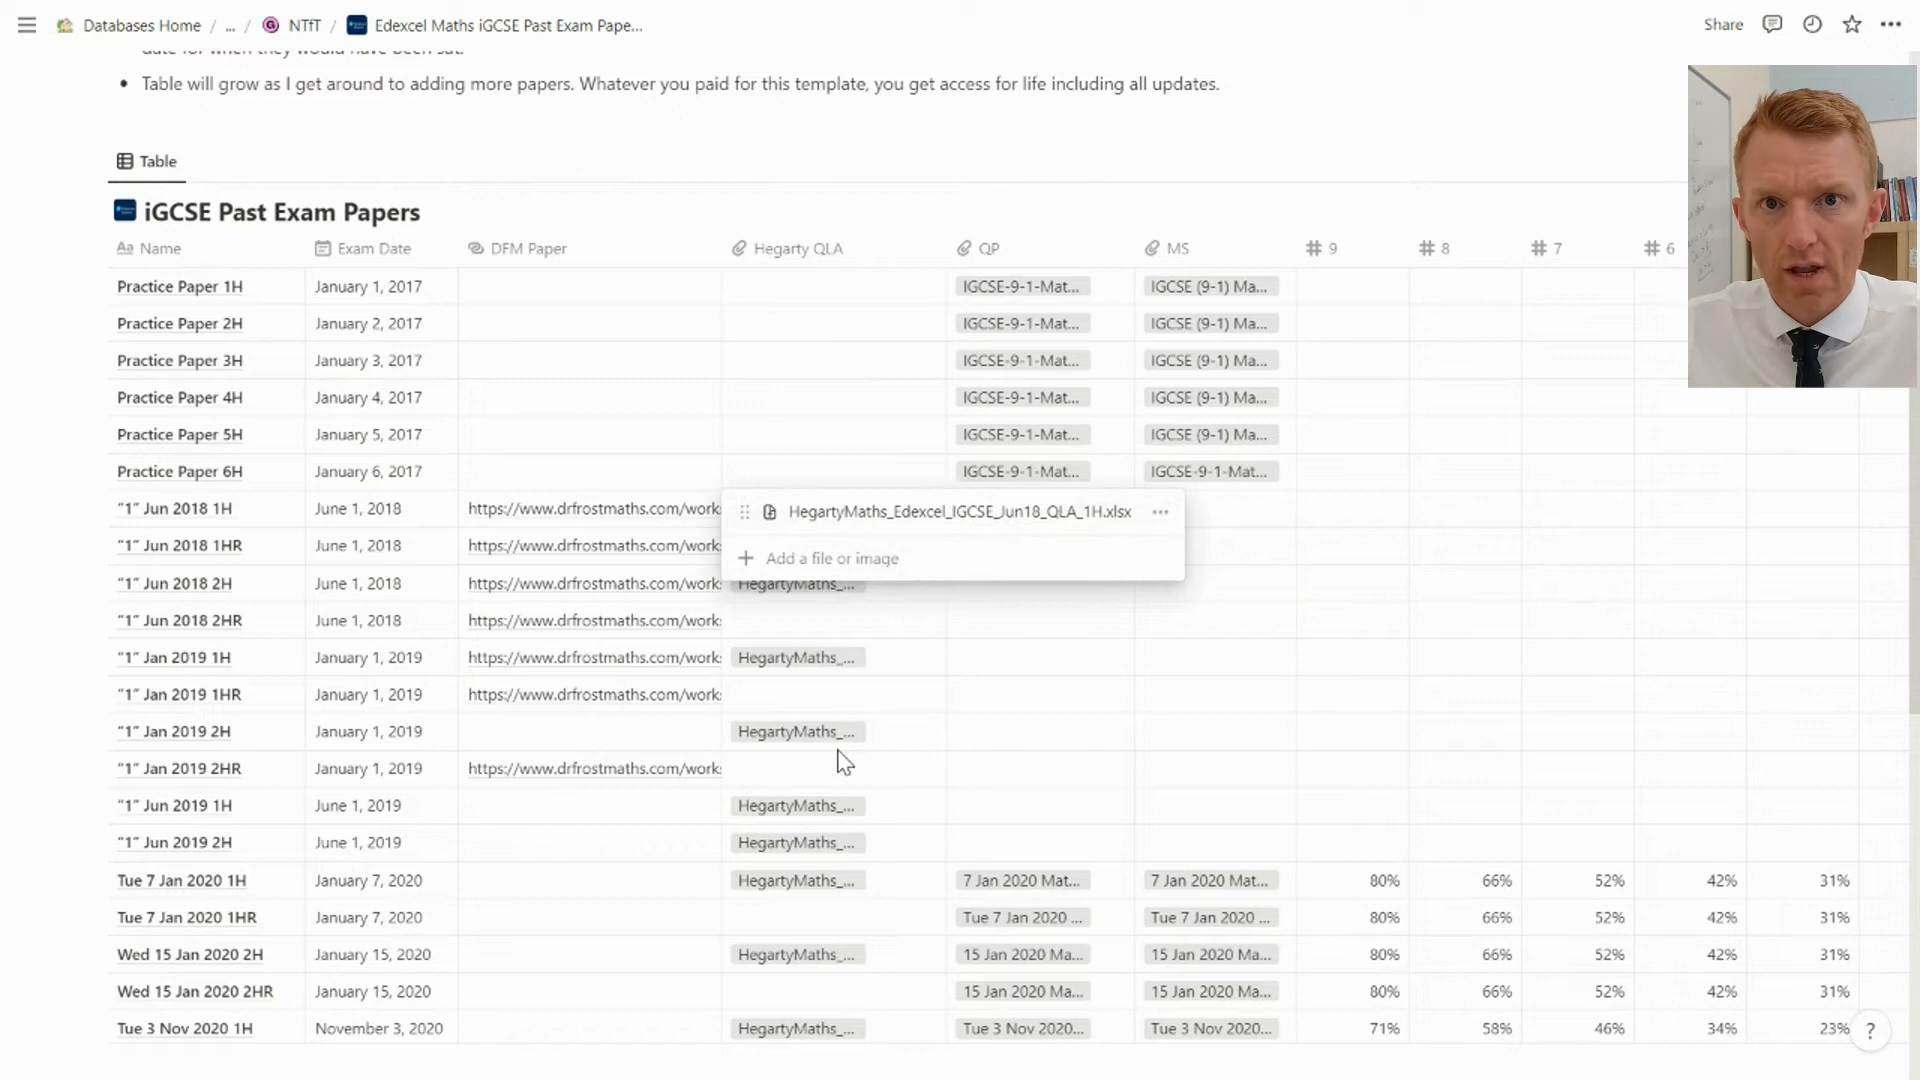 Databases Home / ... / NTfT / Edexcel Maths iGCSE Past Exam Pape...
Share
date for when they would have been sat.
• Table will grow as I get around to adding more papers. Whatever you paid for this template, you get access for life including all updates.
Table
iGCSE Past Exam Papers
Aa Name Exam Date DFM Paper Hegarty QLA QP MS # 9 # 8 # 7 # 6
Practice Paper 1H January 1, 2017 IGCSE-9-1-Mat... IGCSE (9-1) Ma...
Practice Paper 2H January 2, 2017 IGCSE-9-1-Mat... IGCSE (9-1) Ma...
Practice Paper 3H January 3, 2017 IGCSE-9-1-Mat... IGCSE (9-1) Ma...
Practice Paper 4H January 4, 2017 IGCSE-9-1-Mat... IGCSE (9-1) Ma...
Practice Paper 5H January 5, 2017 IGCSE-9-1-Mat... IGCSE (9-1) Ma...
Practice Paper 6H January 6, 2017 IGCSE-9-1-Mat... IGCSE-9-1-Mat...
"1" Jun 2018 1H June 1, 2018 https://www.drfrostmaths.com/works HegartyMaths_Edexcel_IGCSE_Jun18_QLA_1H.xlsx ...
"1" Jun 2018 1HR June 1, 2018 https://www.drfrostmaths.com/works + Add a file or image
"1" Jun 2018 2H June 1, 2018 https://www.drfrostmaths.com/works HegartyMaths_...
"1" Jun 2018 2HR June 1, 2018 https://www.drfrostmaths.com/works
"1" Jan 2019 1H January 1, 2019 https://www.drfrostmaths.com/works HegartyMaths_...
"1" Jan 2019 1HR January 1, 2019 https://www.drfrostmaths.com/works
"1" Jan 2019 2H January 1, 2019 HegartyMaths_...
"1" Jan 2019 2HR January 1, 2019 https://www.drfrostmaths.com/works
"1" Jun 2019 1H June 1, 2019 HegartyMaths_...
"1" Jun 2019 2H June 1, 2019 HegartyMaths_...
Tue 7 Jan 2020 1H January 7, 2020 HegartyMaths_... 7 Jan 2020 Mat... 7 Jan 2020 Mat... 80% 66% 52% 42% 31%
Tue 7 Jan 2020 1HR January 7, 2020 Tue 7 Jan 2020 ... Tue 7 Jan 2020 ... 80% 66% 52% 42% 31%
Wed 15 Jan 2020 2H January 15, 2020 HegartyMaths_... 15 Jan 2020 Ma... 15 Jan 2020 Ma... 80% 66% 52% 42% 31%
Wed 15 Jan 2020 2HR January 15, 2020 15 Jan 2020 Ma... 15 Jan 2020 Ma... 80% 66% 52% 42% 31%
Tue 3 Nov 2020 1H November 3, 2020 HegartyMaths_... Tue 3 Nov 2020... Tue 3 Nov 2020... 71% 58% 46% 34% 23%
?